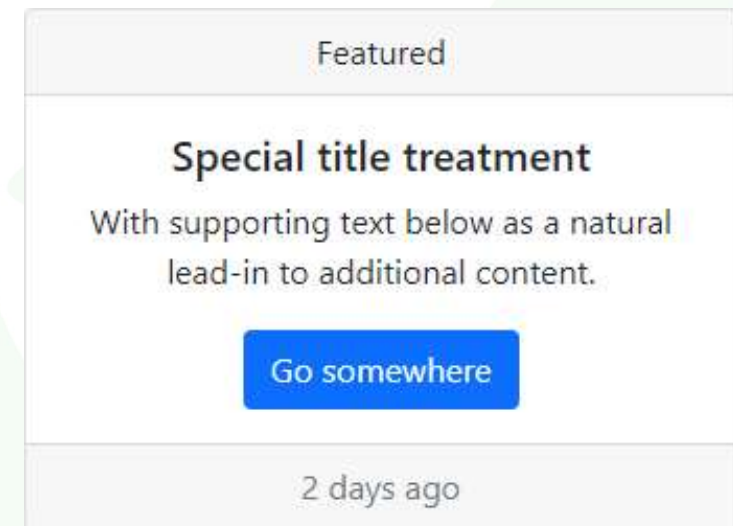 Featured
Special title treatment
With supporting text below as a natural
lead-in to additional content.
Go somewhere
2 days ago